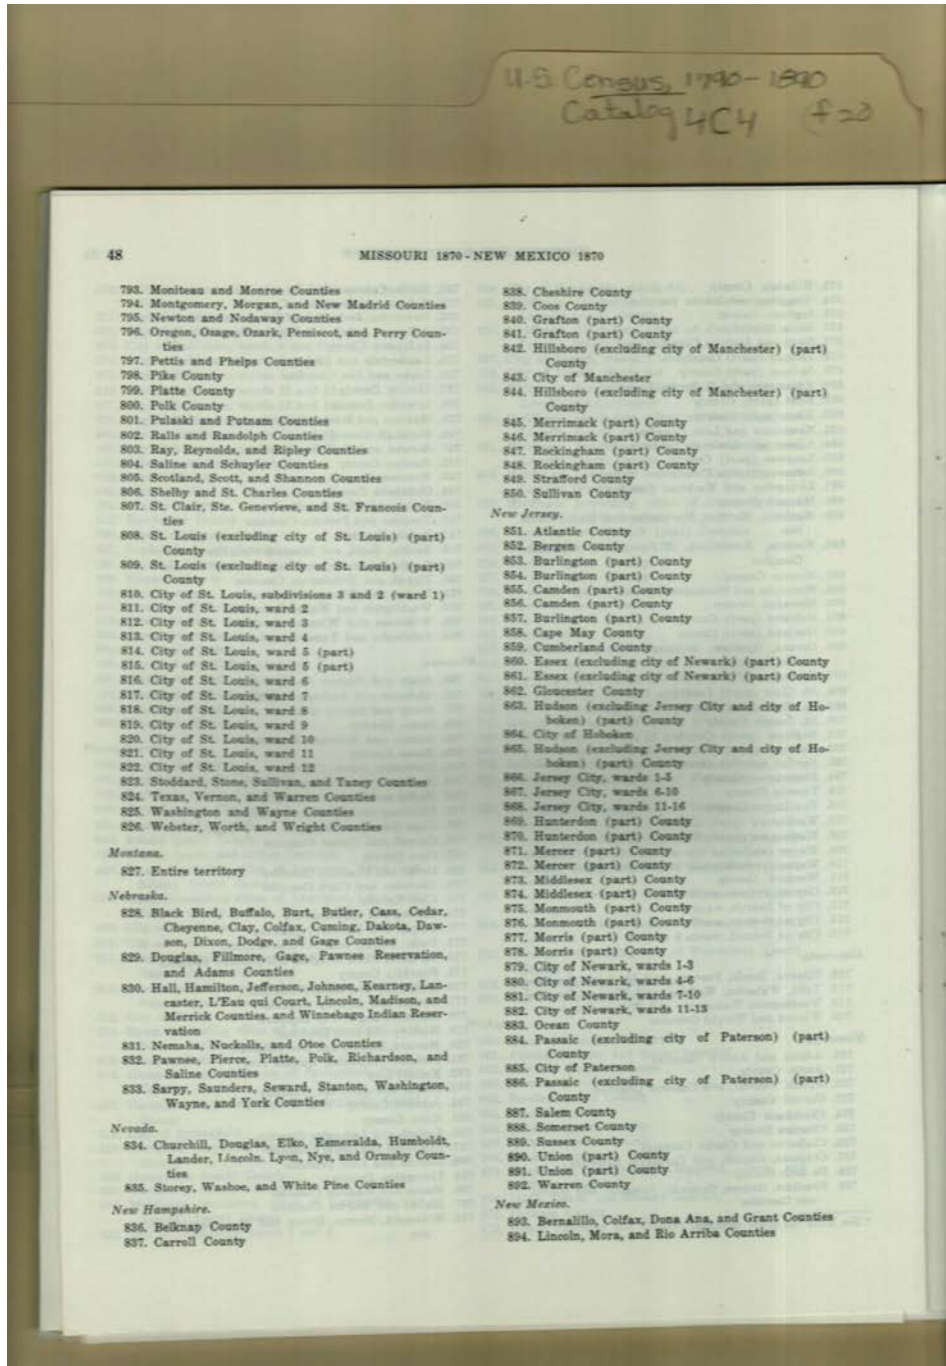 U.S. Census, 1790-1890
Catalog 4C4 f20
48
MISSOURI 1870-NEW MEXICO 1870
793. Moniteau and Monroe Counties
794. Montgomery, Morgan, and New Madrid Counties
795. Newton and Nodaway Counties
796. Oregon, Osage, Ozark, Pemiscot, and Perry Coun-
ties
797. Pettis and Phelps Counties
798. Pike County
799. Platte County
800. Polk County
801. Pulaski and Putnam Counties
802. Ralls and Randolph Counties
803. Ray, Reynolds, and Ripley Counties
804. Saline and Schuyler Counties
805. Scotland, Scott, and Shannon Counties
806. Shelby and St. Charles Counties
807. St. Clair, Ste. Genevieve, and St. Francois Coun-
ties
808. St. Louis (excluding city of St. Louis) (part)
County
809. St. Louis (excluding city of St. Louis) (part)
County
810. City of St. Louis, subdivisions 3 and 2 (ward 1)
811. City of St. Louis, ward 2
812. City of St. Louis, ward 3
813. City of St. Louis, ward 4
814. City of St. Louis, ward 5 (part)
815. City of St. Louis, ward 5 (part)
816. City of St. Louis, ward 6
817. City of St. Louis, ward 7
818. City of St. Louis, ward 8
819. City of St. Louis, ward 9
820. City of St. Louis, ward 10
821. City of St. Louis, ward 11
822. City of St. Louis, ward 12
823. Stoddard, Stone, Sullivan, and Taney Counties
824. Texas, Vernon, and Warren Counties
825. Washington and Wayne Counties
826. Webster, Worth, and Wright Counties
Montana.
827. Entire territory
Nebraska.
828. Black Bird, Buffalo, Burt, Butler, Cass, Cedar,
Cheyenne, Clay, Colfax, Cuming, Dakota, Daw-
son, Dixon, Dodge, and Gage Counties
829. Douglas, Fillmore, Gage, Pawnee Reservation,
and Adams Counties
830. Hall, Hamilton, Jefferson, Johnson, Kearney, Lan-
caster, L'Eau qui Court, Lincoln, Madison, and
Merrick Counties. and Winnebago Indian Reser-
vation
831. Nemaha, Nuckolls, and Otoe Counties
832. Pawnee, Pierce, Platte, Polk, Richardson, and
Saline Counties
833. Sarpy, Saunders, Seward, Stanton, Washington,
Wayne, and York Counties
Nevada.
834. Churchill, Douglas, Elko, Esmeralda, Humboldt,
Lander, Lincoln. Lyon, Nye, and Ormsby Coun-
ties
835. Storey, Washoe, and White Pine Counties
New Hampshire.
836. Belknap County
837. Carroll County
838. Cheshire County
839. Coos County
840. Grafton (part) County
841. Grafton (part) County
842. Hillsboro (excluding city of Manchester) (part)
County
843. City of Manchester
844. Hillsboro (excluding city of Manchester) (part)
County
845. Merrimack (part) County
846. Merrimack (part) County
847. Rockingham (part) County
848. Rockingham (part) County
849. Strafford County
850. Sullivan County
New Jersey.
851. Atlantic County
852. Bergen County
853. Burlington (part) County
854. Burlington (part) County
855. Camden (part) County
856. Camden (part) County
857. Burlington (part) County
858. Cape May County
859. Cumberland County
860. Essex (excluding city of Newark) (part) County
861. Essex (excluding city of Newark) (part) County
862. Gloucester County
863. Hudson (excluding Jersey City and city of Ho-
boken) (part) County
864. City of Hoboken
865. Hudson (excluding Jersey City and city of Ho-
boken) (part) County
866. Jersey City, wards 1-5
867. Jersey City, wards 6-10
868. Jersey City, wards 11-16
869. Hunterdon (part) County
870. Hunterdon (part) County
871. Mercer (part) County
872. Mercer (part) County
873. Middlesex (part) County
874. Middlesex (part) County
875. Monmouth (part) County
876. Monmouth (part) County
877. Morris (part) County
878. Morris (part) County
879. City of Newark, wards 1-3
880. City of Newark, wards 4-6
881. City of Newark, wards 7-10
882. City of Newark, wards 11-13
883. Ocean County
884. Passaic (excluding city of Paterson) (part)
County
885. City of Paterson
886. Passaic (excluding city of Paterson) (part)
County
887. Salem County
888. Somerset County
889. Sussex County
890. Union (part) County
891. Union (part) County
892. Warren County
New Mexico.
893. Bernalillo, Colfax, Dona Ana, and Grant Counties
894. Lincoln, Mora, and Rio Arriba Counties